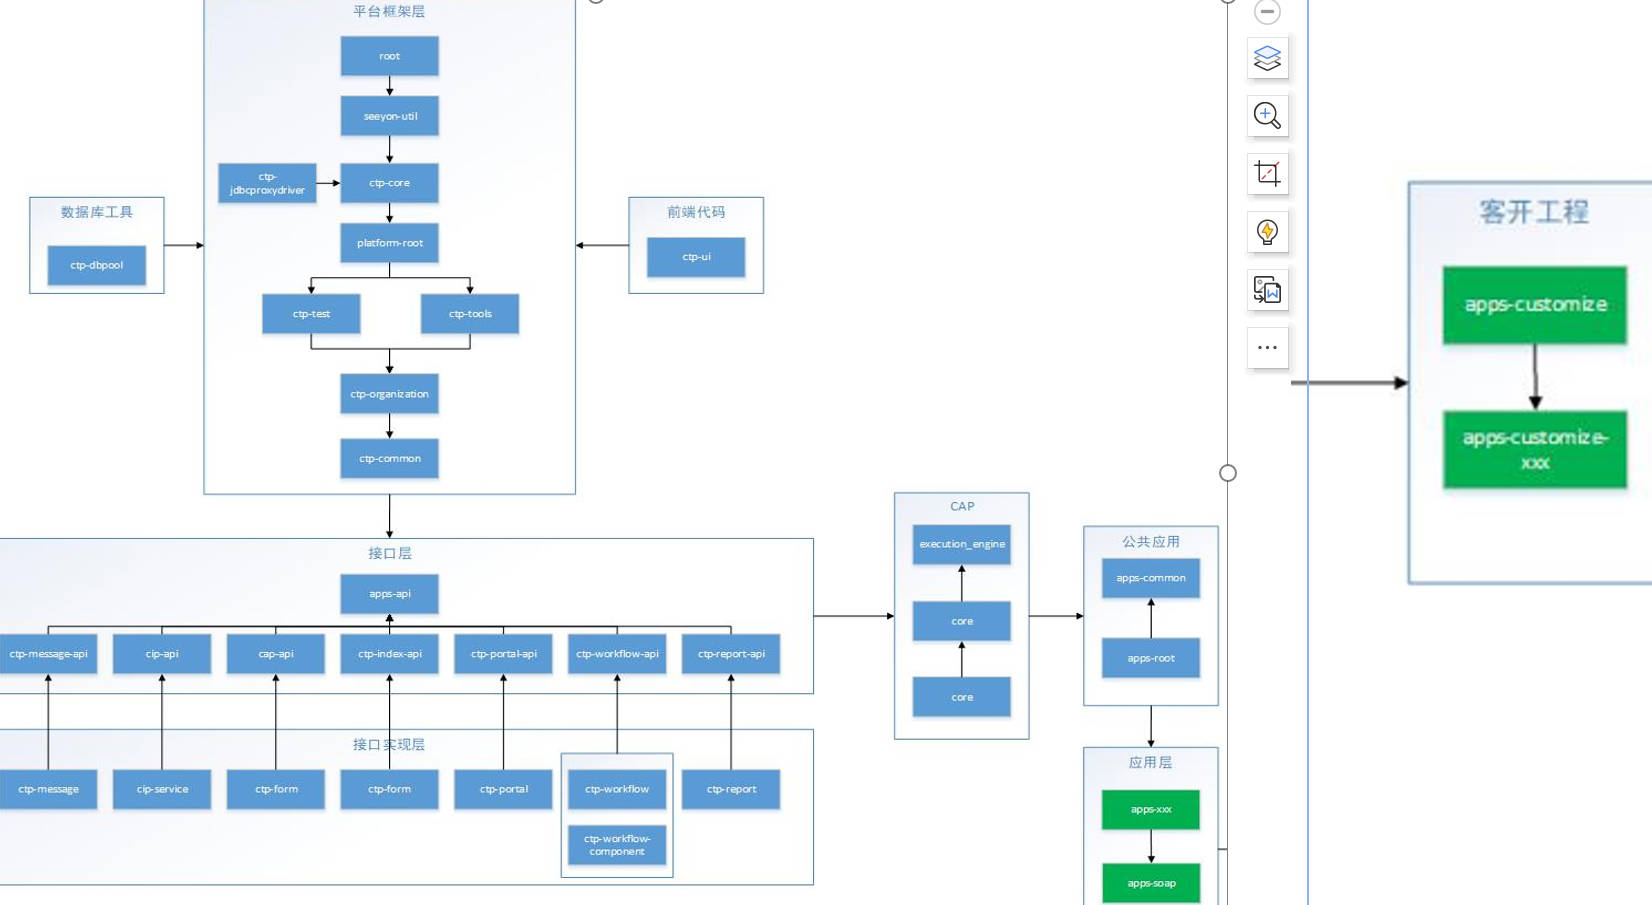 平台框架层
root
seeyon-util
ctp-
jdbcproxydriver
ctp-core
platform-root
ctp-test
ctp-tools
ctp-organization
ctp-common
数据库工具
ctp-dbpool
前端代码
ctp-ui
接口层
apps-api
ctp-message-api
cip-api
cap-api
ctp-index-api
ctp-portal-api
ctp-workflow-api
ctp-report-api
接口实现层
ctp-message
cip-service
ctp-form
ctp-form
ctp-portal
ctp-workflow
ctp-workflow-
component
ctp-report
CAP
execution_engine
core
core
公共应用
apps-common
apps-root
应用层
apps-xxx
apps-soap
客开工程
apps-customize
apps-customize-
xxx